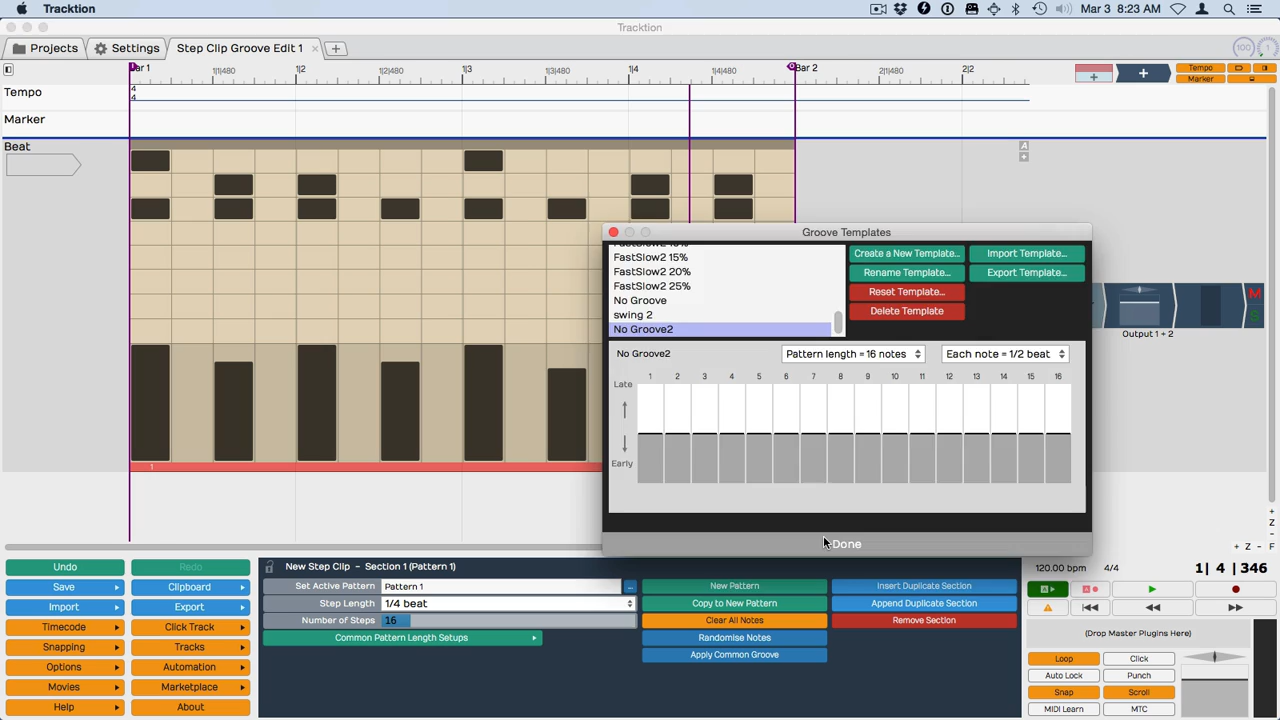 Tracktion
Mar 3 8:23 AM
Tracktion
Projects
Settings
Step Clip Groove Edit 1
100
1
Bar 1
1|1|480
1|2
1|2|480
1|3
1|3|480
1|4
1|4|480
Bar 2
2|1|480
2|2
Tempo
Marker
Tempo
4
4
Marker
Beat
A
1
Groove Templates
FastSlow2 15%
FastSlow2 20%
FastSlow2 25%
No Groove
swing 2
No Groove2
Create a New Template...
Import Template...
Rename Template...
Export Template...
Reset Template...
Delete Template
No Groove2
Pattern length = 16 notes
Each note = 1/2 beat
Late
1 2 3 4 5 6 7 8 9 10 11 12 13 14 15 16
Early
Done
M
S
Output 1 + 2
+
Z
+ Z - F
Undo
Redo
Save
Clipboard
Import
Export
Timecode
Click Track
Snapping
Tracks
Options
Automation
Movies
Marketplace
Help
About
New Step Clip - Section 1 (Pattern 1)
Set Active Pattern
Pattern 1
...
Step Length
1/4 beat
Number of Steps
16
Common Pattern Length Setups
New Pattern
Copy to New Pattern
Clear All Notes
Randomise Notes
Apply Common Groove
Insert Duplicate Section
Append Duplicate Section
Remove Section
120.00 bpm
4/4
1| 4 |346
A
A
(Drop Master Plugins Here)
Loop
Click
Auto Lock
Punch
Snap
Scroll
MIDI Learn
MTC